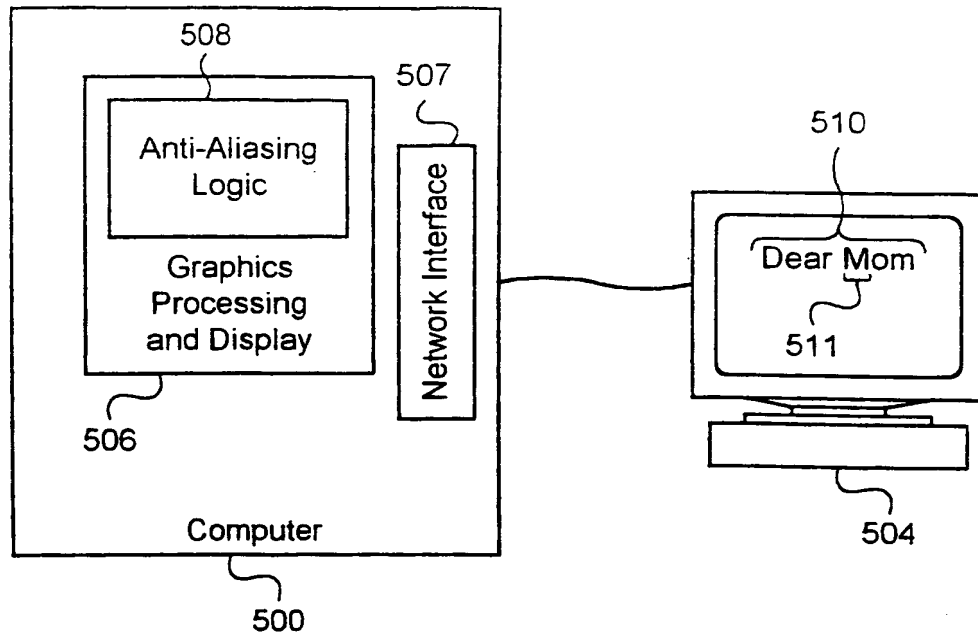 508
507
Anti-Aliasing
Logic
Graphics
Processing
and Display
Network Interface
506
Computer
500
510
Dear Mom
511
504